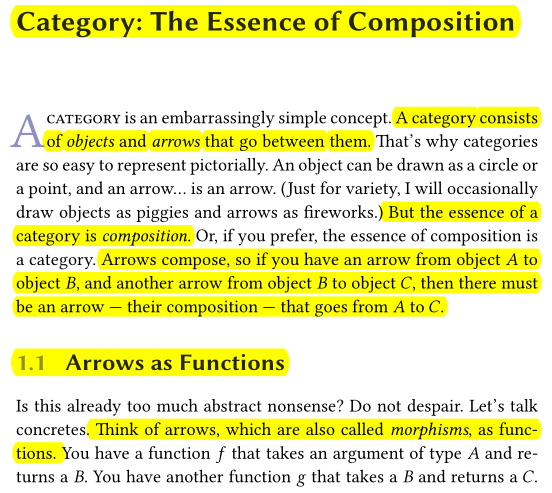 Category: The Essence of Composition
A CATEGORY is an embarrassingly simple concept. A category consists
of objects and arrows that go between them. That's why categories
are so easy to represent pictorially. An object can be drawn as a circle or
a point, and an arrow... is an arrow. (Just for variety, I will occasionally
draw objects as piggies and arrows as fireworks.) But the essence of a
category is composition. Or, if you prefer, the essence of composition is
a category. Arrows compose, so if you have an arrow from object A to
object B, and another arrow from object B to object C, then there must
be an arrow — their composition — that goes from A to C.
1.1 Arrows as Functions
Is this already too much abstract nonsense? Do not despair. Let's talk
concretes. Think of arrows, which are also called morphisms, as func-
tions. You have a function f that takes an argument of type A and re-
turns a B. You have another function g that takes a B and returns a C.